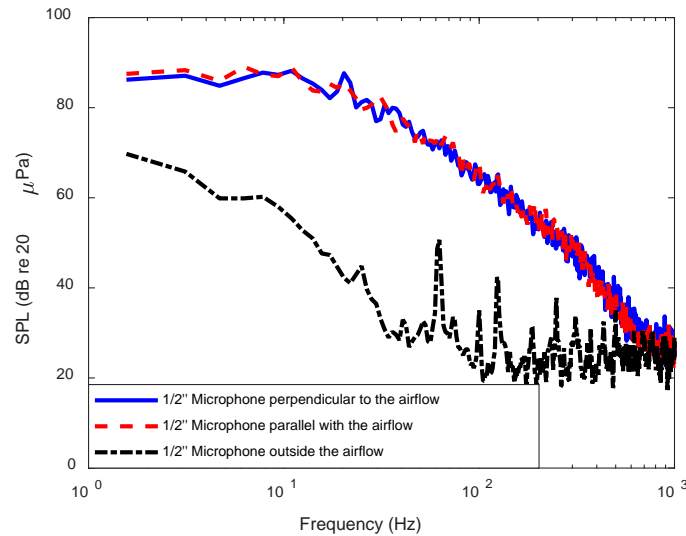 100
80
60
40
20
0
SPL (dB re 20 μ Pa)
1/2" Microphone perpendicular to the airflow
1/2" Microphone parallel with the airflow
1/2" Microphone outside the airflow
10 0
10 1
10 2
10 3
Frequency (Hz)